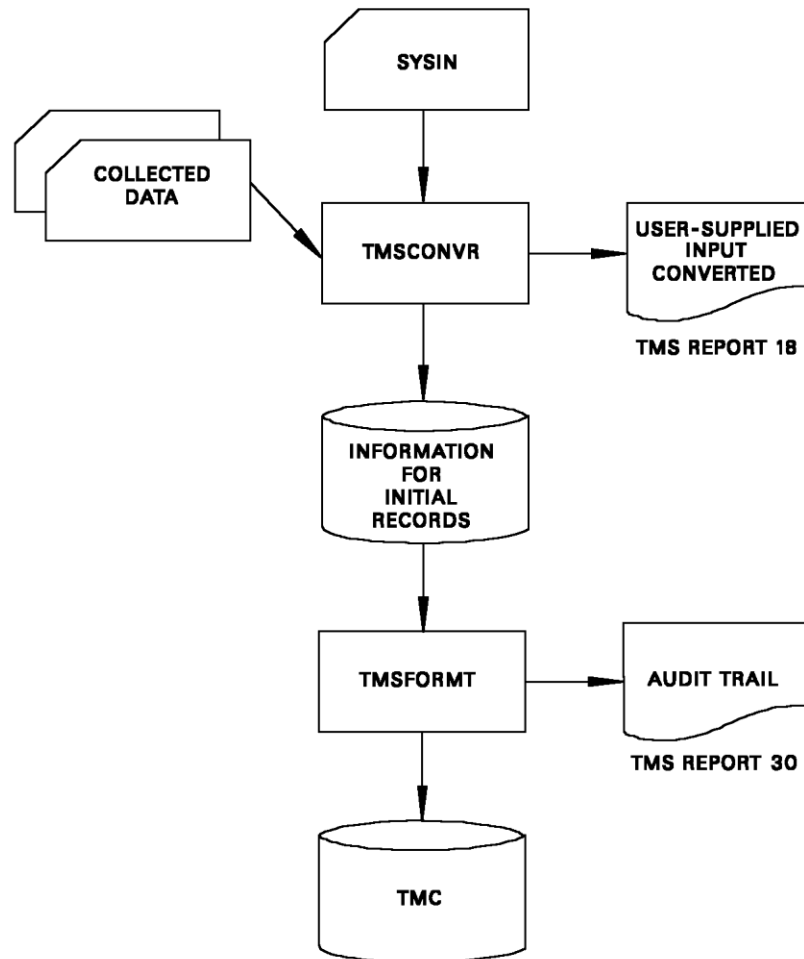 SYSIN
COLLECTED
DATA
TMSCONVR
USER-SUPPLIED
INPUT
CONVERTED
TMS REPORT 18
INFORMATION
FOR
INITIAL
RECORDS
TMSFORMT
AUDIT TRAIL
TMS REPORT 30
TMC